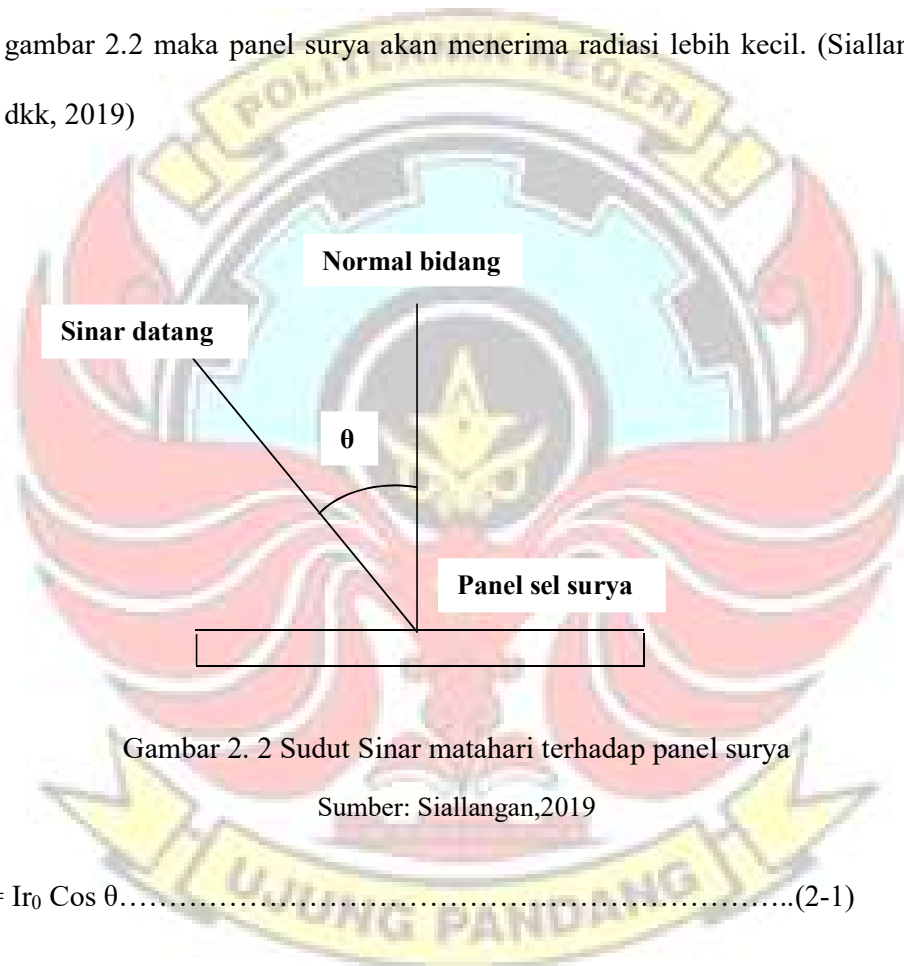 gambar 2.2 maka panel surya akan menerima radiasi lebih kecil. (Siallan
dkk, 2019)
POLITEKNIK NEGERI
Normal bidang
Sinar datang
θ
Panel sel surya
Gambar 2. 2 Sudut Sinar matahari terhadap panel surya
Sumber: Siallangan,2019
= Ir₀ Cos θ…………………………………………………………..(2-1)
UJUNG PANDANG